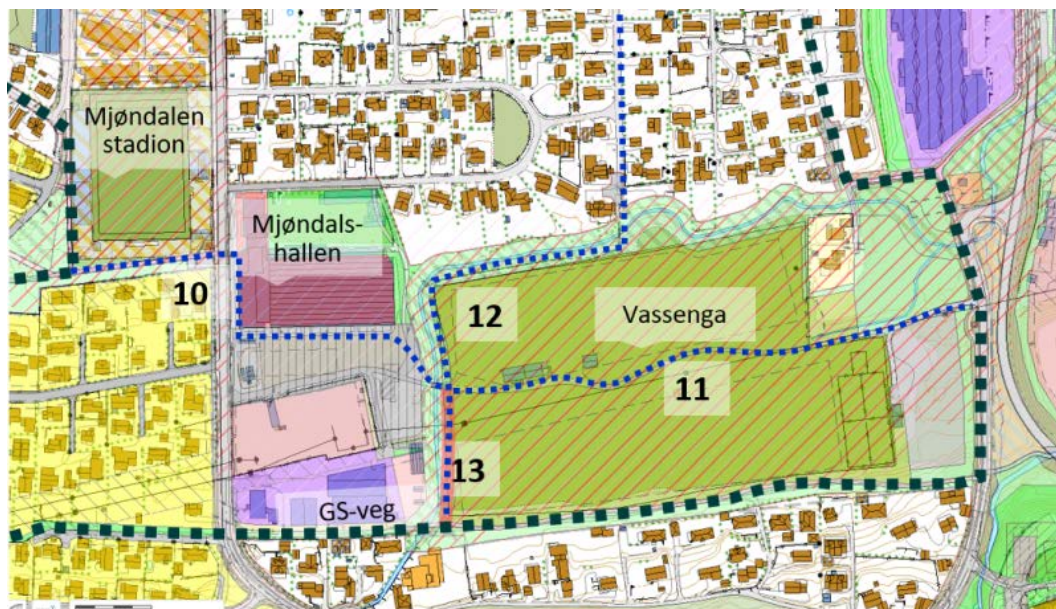 Mjøndalen
stadion
Mjøndals-
hallen
10
12
Vassenga
11
13
GS-veg